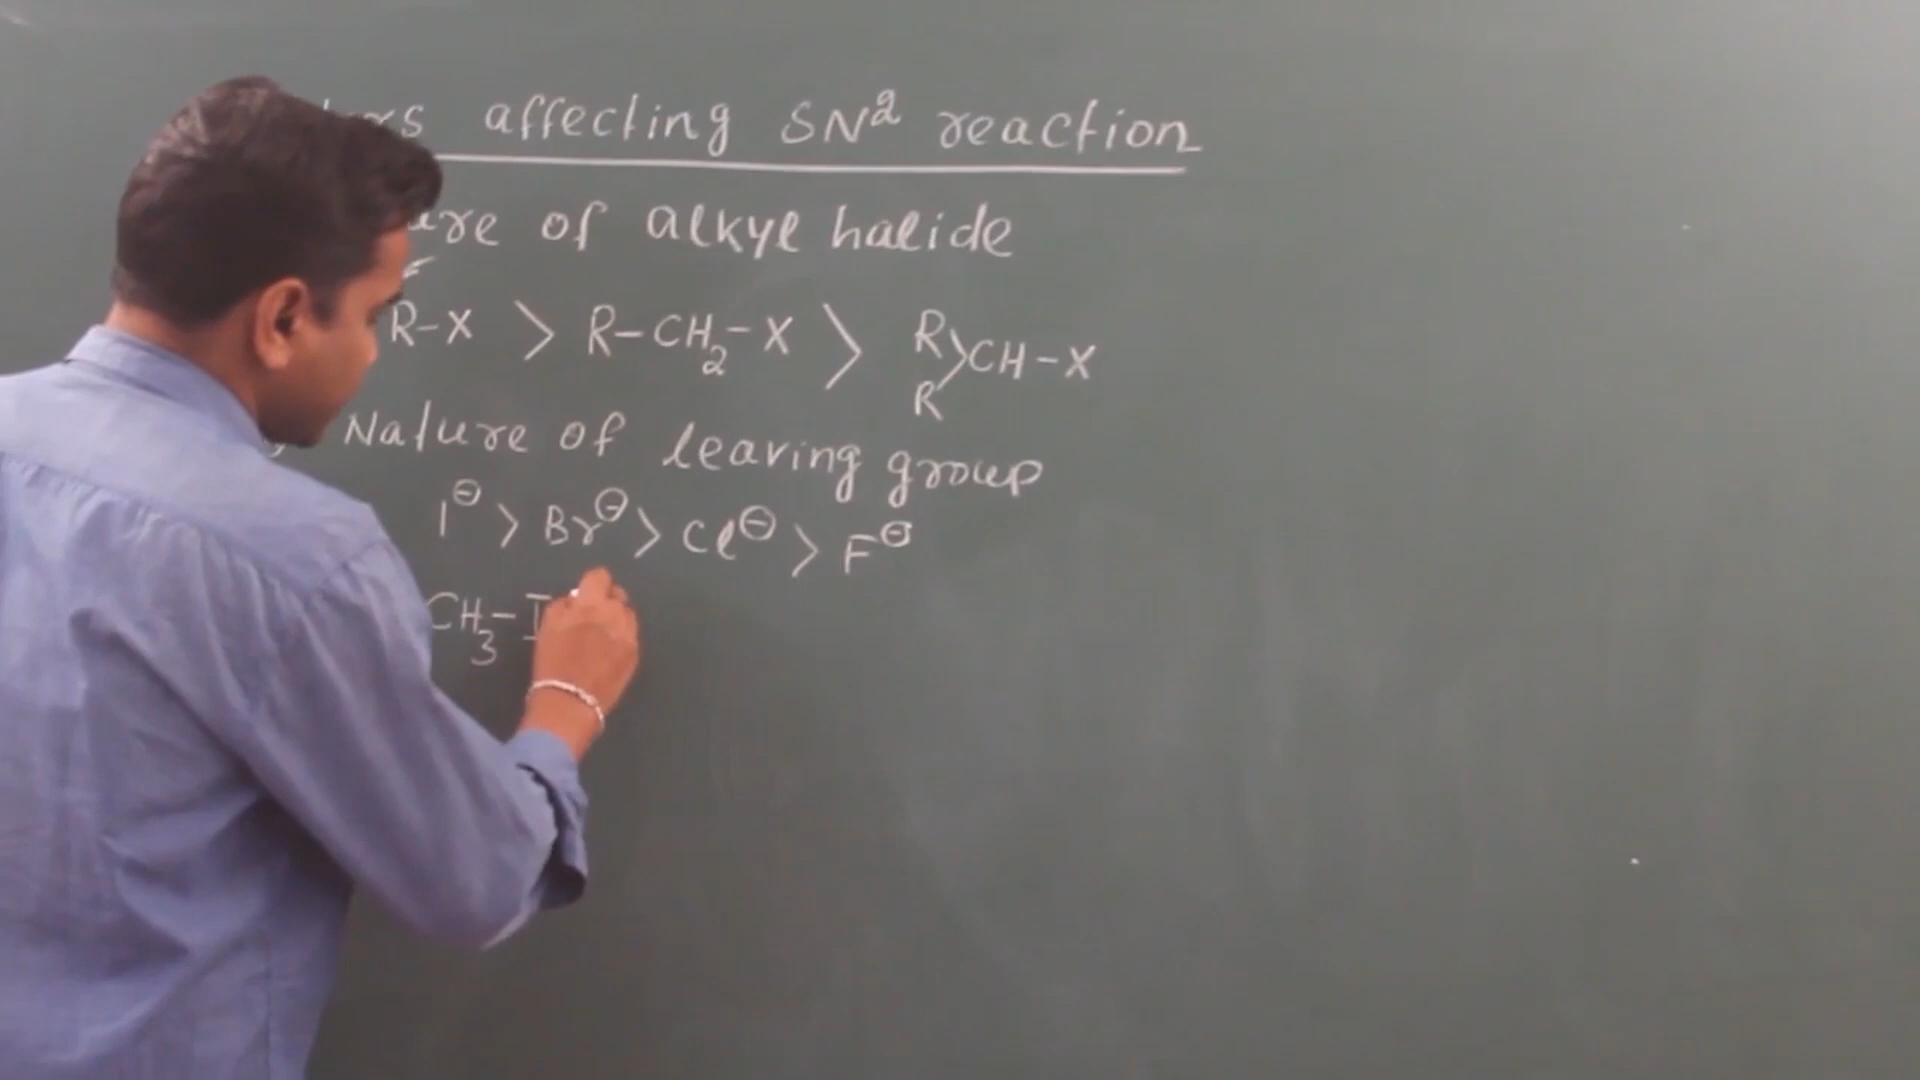 affecting SN2 reaction
of alkyl halide
R-X > R-CH2-X > R R >CH-X
Nature of leaving group
I⊖ > Br⊖ > Cl⊖ > F⊖
CH3-I